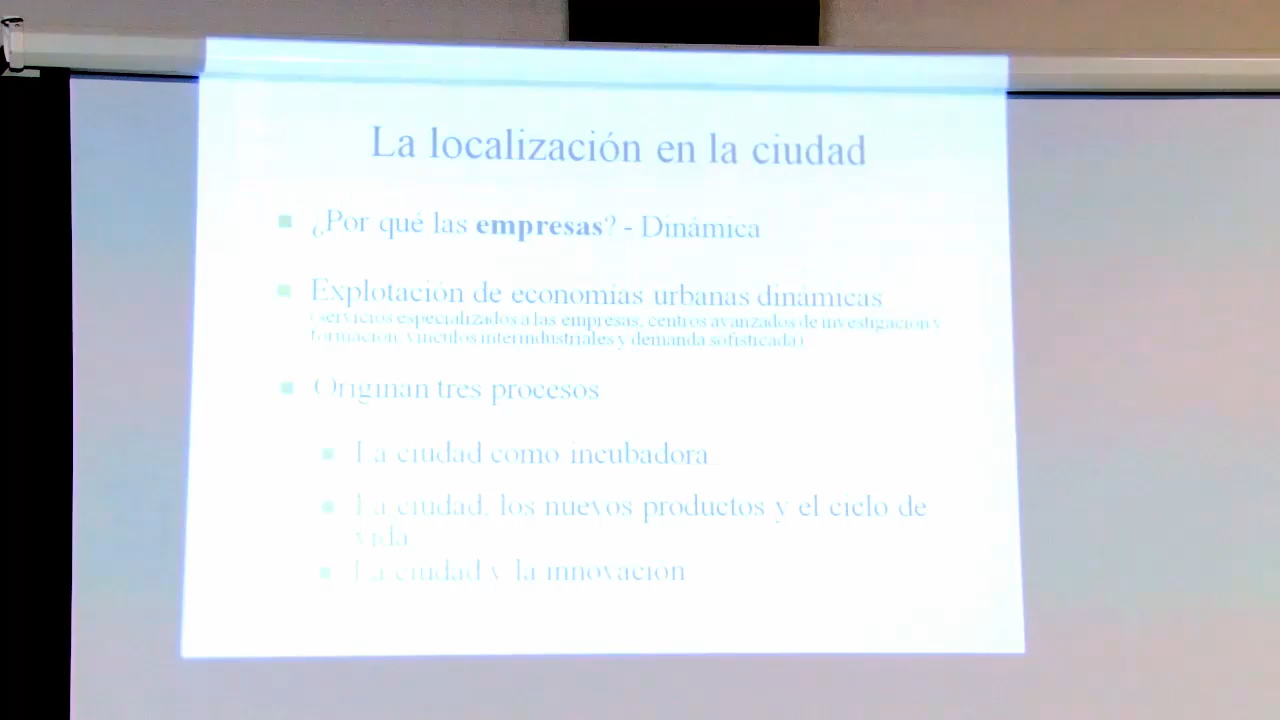 La localización en la ciudad
¿Por qué las empresas? - Dinámica
Explotación de economías urbanas dinámicas
(servicios especializados a las empresas, centros avanzados de investigación y
formación, vínculos interindustriales y demanda sofisticada)
Originan tres procesos
La ciudad como incubadora
La ciudad, los nuevos productos y el ciclo de
vida
La ciudad y la innovación